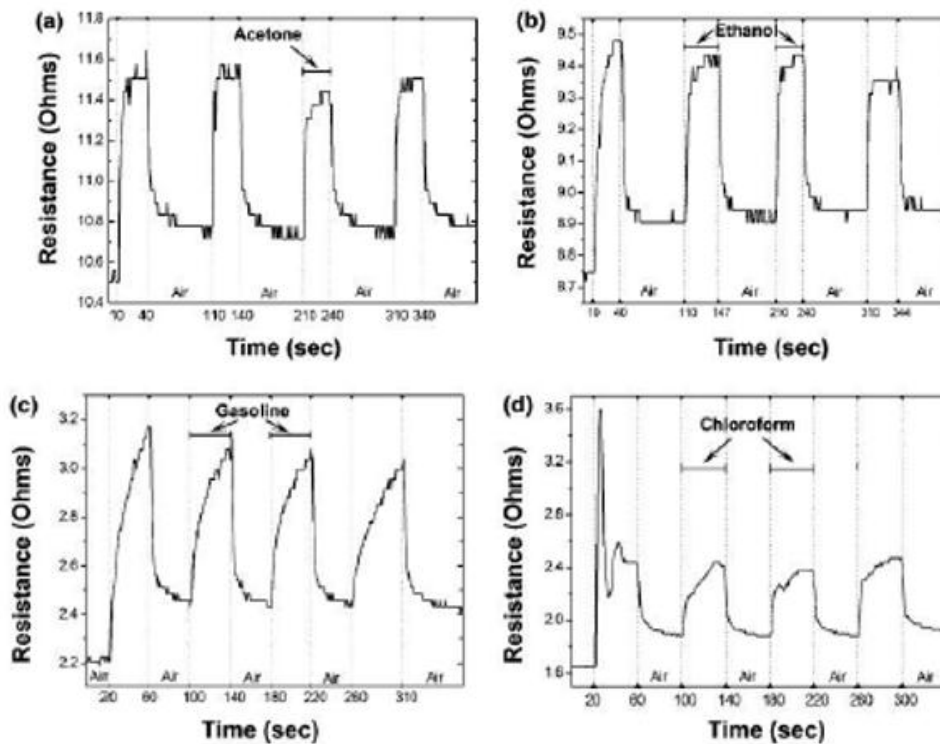 (a)
Acetone
Resistance (Ohms)
11.8
11.6
11.4
11.2
11.0
10.8
10.6
10.4
Air Air Air Air
10 40 110 140 210 240 310 340
Time (sec)
(b)
Ethanol
Resistance (Ohms)
9.5
9.4
9.3
9.2
9.1
9.0
8.9
8.8
8.7
Air Air Air Air
10 40 110 147 210 240 310 344
Time (sec)
(c)
Gasoline
Resistance (Ohms)
3.2
3.0
2.8
2.6
2.4
2.2
Air Air Air Air Air
20 60 100 140 180 220 260 310
Time (sec)
(d)
Chloroform
Resistance (Ohms)
3.6
3.2
2.8
2.4
2.0
1.6
Air Air Air Air
20 60 100 140 180 220 260 300
Time (sec)